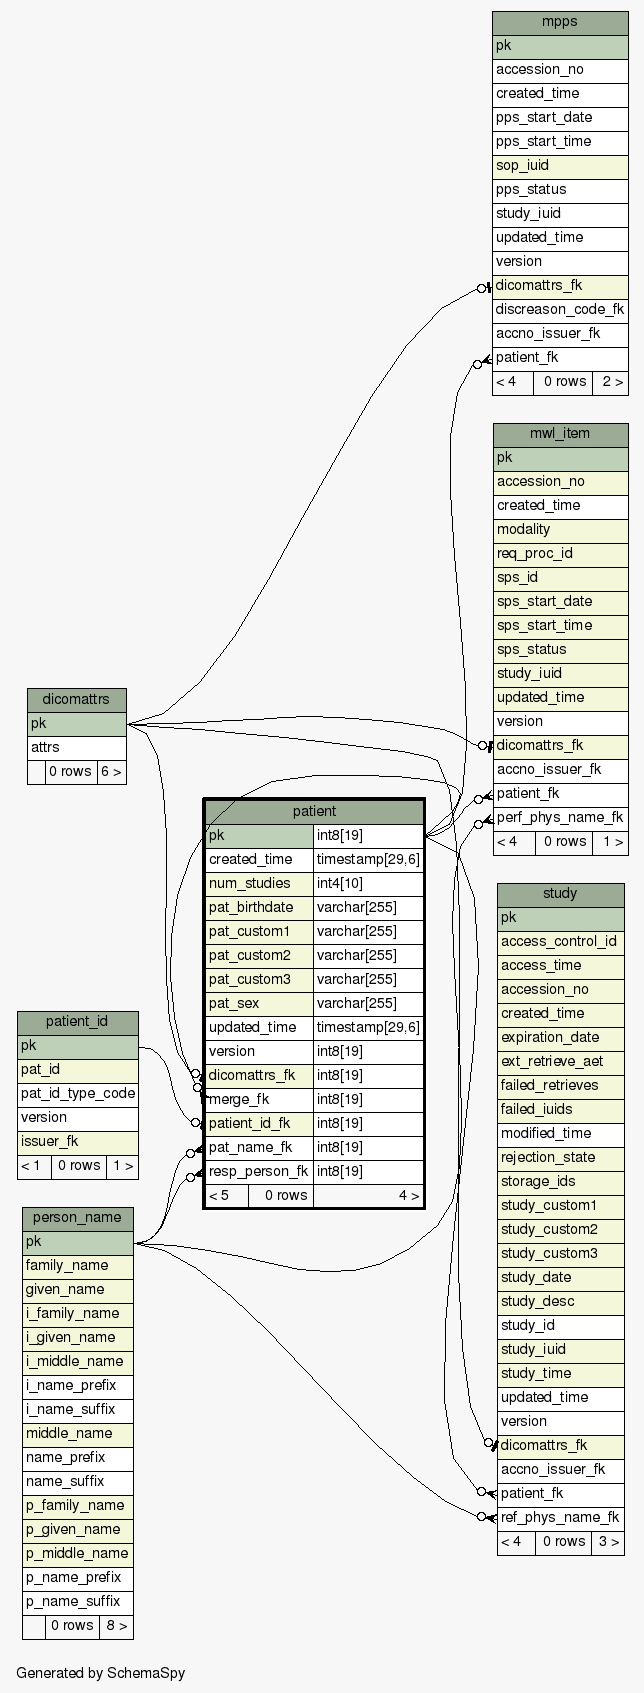 mpps
pk
accession_no
created_time
pps_start_date
pps_start_time
sop_iuid
pps_status
study_iuid
updated_time
version
dicomattrs_fk
discreason_code_fk
accno_issuer_fk
patient_fk
< 4 0 rows 2 >
mwl_item
pk
accession_no
created_time
modality
req_proc_id
sps_id
sps_start_date
sps_start_time
sps_status
study_iuid
updated_time
version
dicomattrs_fk
accno_issuer_fk
patient_fk
perf_phys_name_fk
< 4 0 rows 1 >
dicomattrs
pk
attrs
0 rows 6 >
patient
pk int8[19]
created_time timestamp[29,6]
num_studies int4[10]
pat_birthdate varchar[255]
pat_custom1 varchar[255]
pat_custom2 varchar[255]
pat_custom3 varchar[255]
pat_sex varchar[255]
updated_time timestamp[29,6]
version int8[19]
dicomattrs_fk int8[19]
merge_fk int8[19]
patient_id_fk int8[19]
pat_name_fk int8[19]
resp_person_fk int8[19]
< 5 0 rows 4 >
study
pk
access_control_id
access_time
accession_no
created_time
expiration_date
ext_retrieve_aet
failed_retrieves
failed_iuids
modified_time
rejection_state
storage_ids
study_custom1
study_custom2
study_custom3
study_date
study_desc
study_id
study_iuid
study_time
updated_time
version
dicomattrs_fk
accno_issuer_fk
patient_fk
ref_phys_name_fk
< 4 0 rows 3 >
patient_id
pk
pat_id
pat_id_type_code
version
issuer_fk
< 1 0 rows 1 >
person_name
pk
family_name
given_name
i_family_name
i_given_name
i_middle_name
i_name_prefix
i_name_suffix
middle_name
name_prefix
name_suffix
p_family_name
p_given_name
p_middle_name
p_name_prefix
p_name_suffix
0 rows 8 >
Generated by SchemaSpy